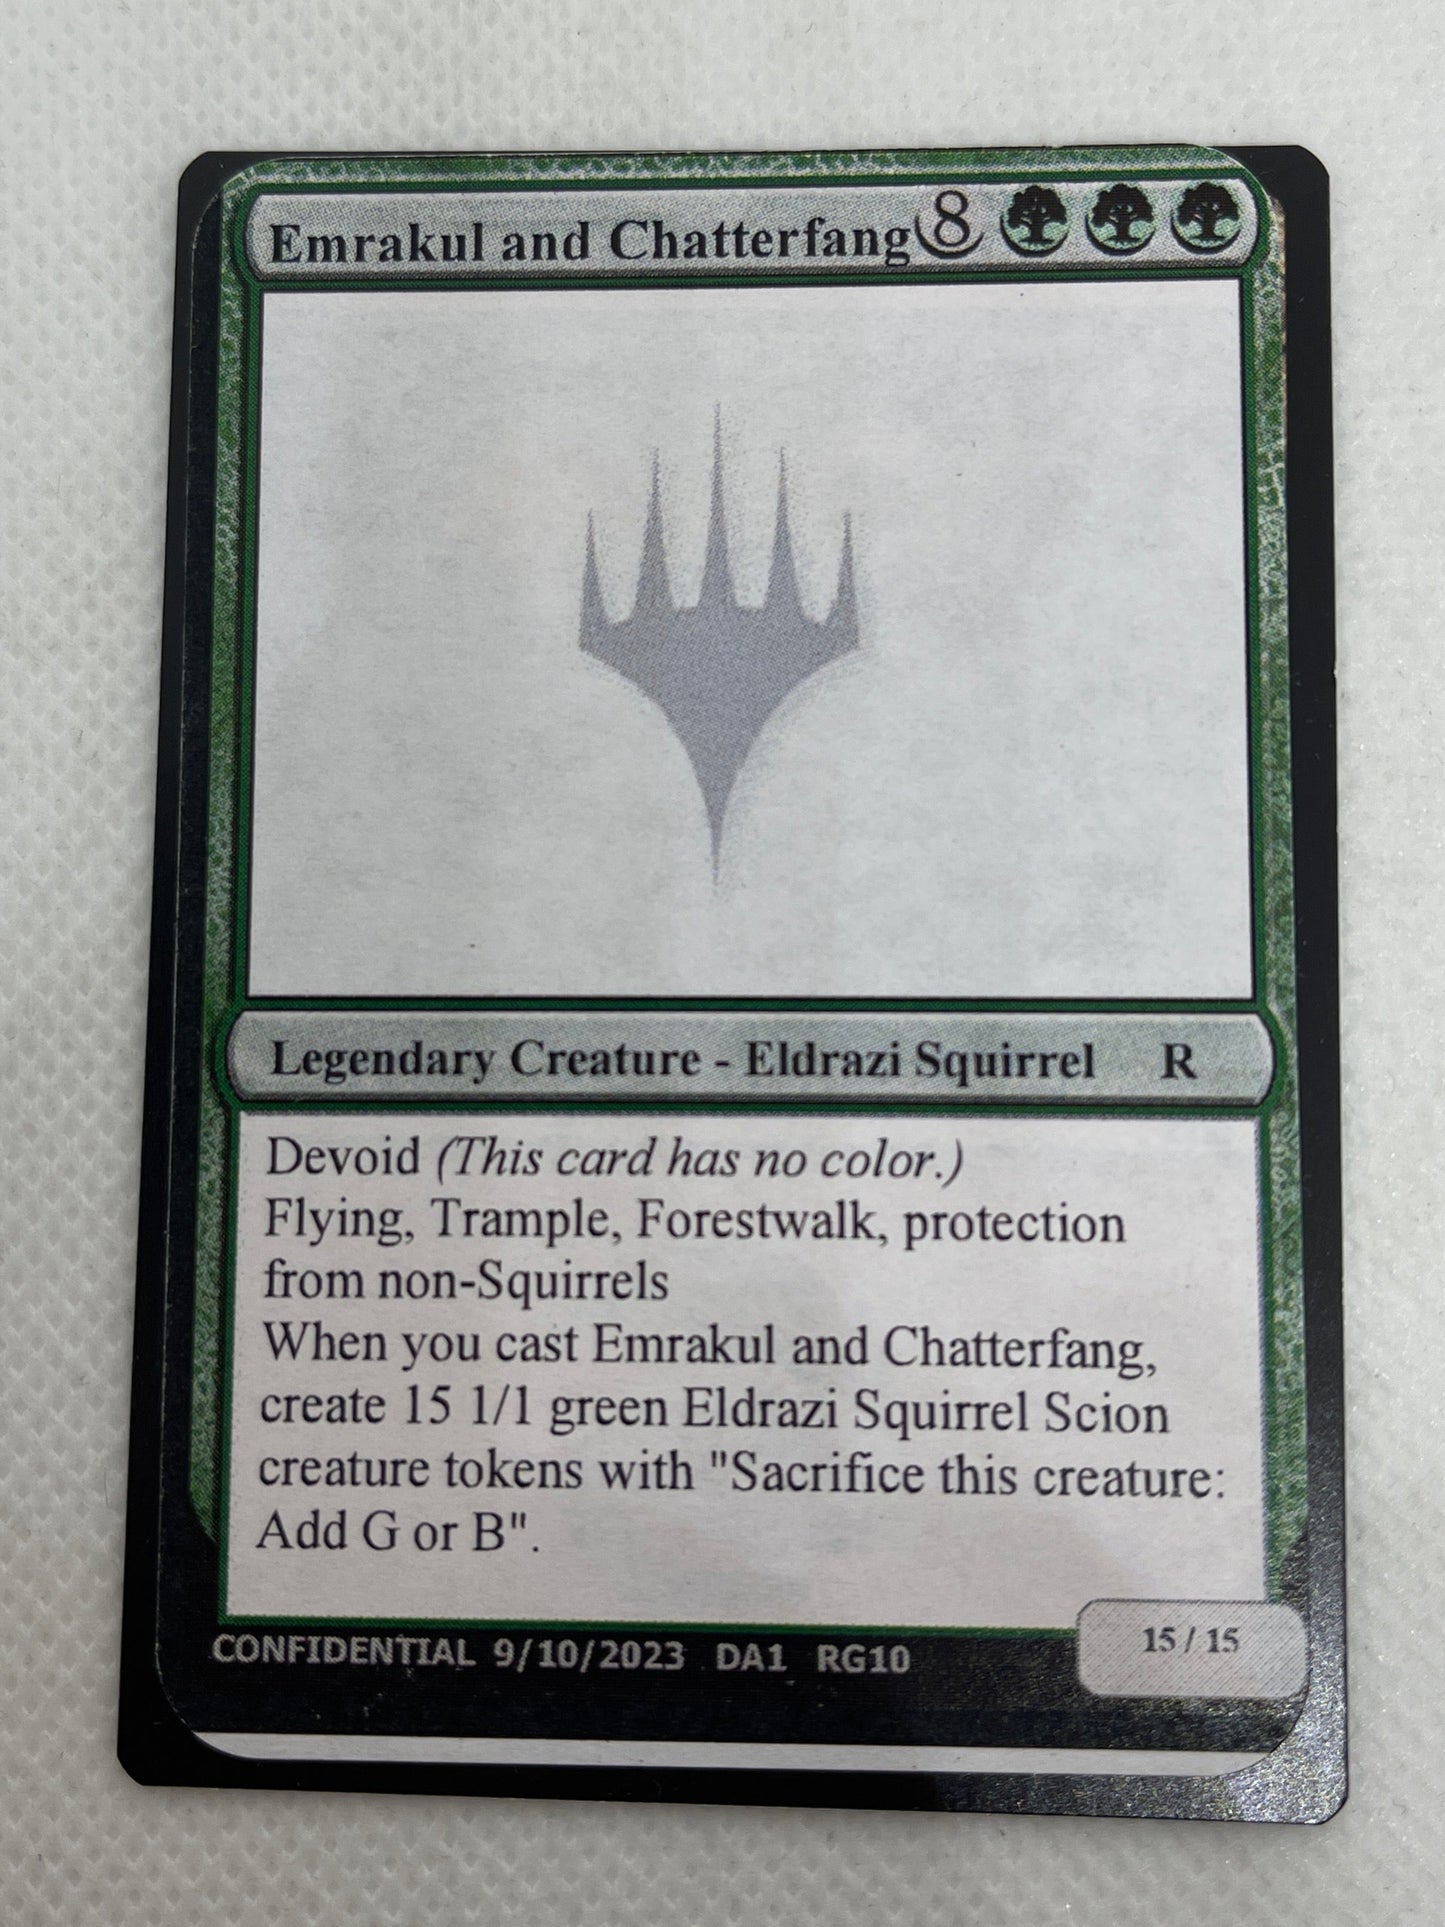 Emrakul and Chatterfang 8
Legendary Creature - Eldrazi Squirrel R
Devoid (This card has no color.)
Flying, Trample, Forestwalk, protection
from non-Squirrels
When you cast Emrakul and Chatterfang,
create 15 1/1 green Eldrazi Squirrel Scion
creature tokens with "Sacrifice this creature:
Add G or B".
15 / 15
CONFIDENTIAL 9/10/2023 DA1 RG10